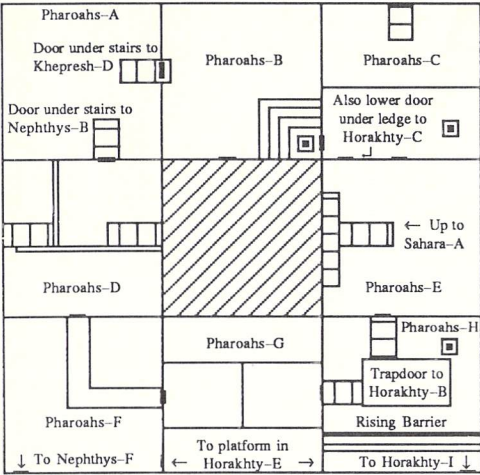 Pharoahs–A
Door under stairs to
Khepresh–D
Door under stairs to
Nephthys–B
Pharoahs–B
Pharoahs–C
Also lower door
under ledge to
Horakhty–C
Pharoahs–D
← Up to
Sahara–A
Pharoahs–E
Pharoahs–F
↓ To Nephthys–F
Pharoahs–G
To platform in
← Horakhty–E →
Pharoahs–H
Trapdoor to
Horakhty–B
Rising Barrier
To Horakhty–I ↓